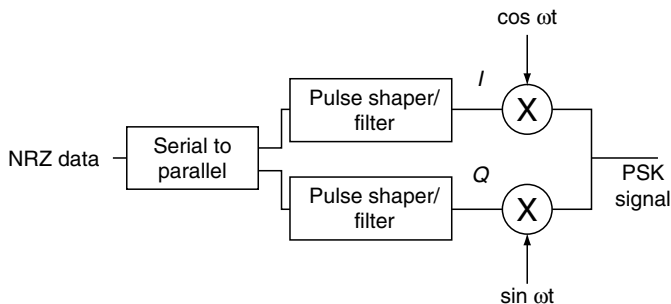 cos ωt
I
Pulse shaper/
filter
X
NRZ data
Serial to
parallel
PSK
signal
Q
Pulse shaper/
filter
X
sin ωt